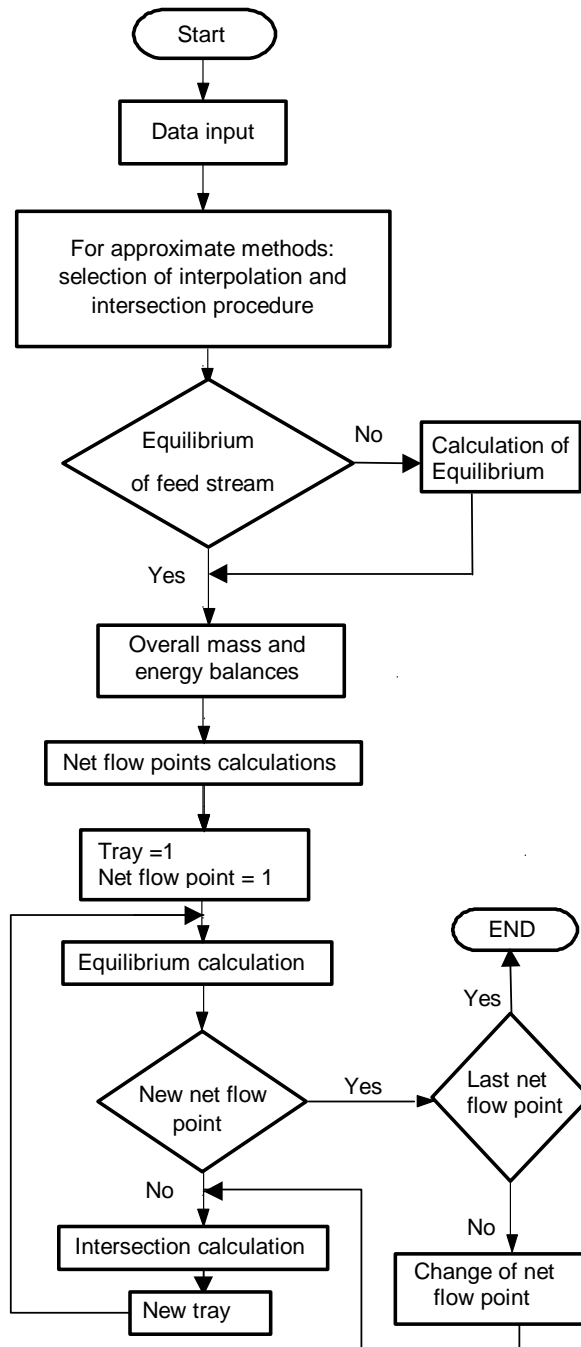 Start
Data input
For approximate methods:
selection of interpolation and
intersection procedure
Equilibrium
of feed stream
No
Calculation of
Equilibrium
Yes
Overall mass and
energy balances
Net flow points calculations
Tray =1
Net flow point = 1
END
Equilibrium calculation
Yes
New net flow
point
Yes
Last net
flow point
No
No
Intersection calculation
Change of net
flow point
New tray